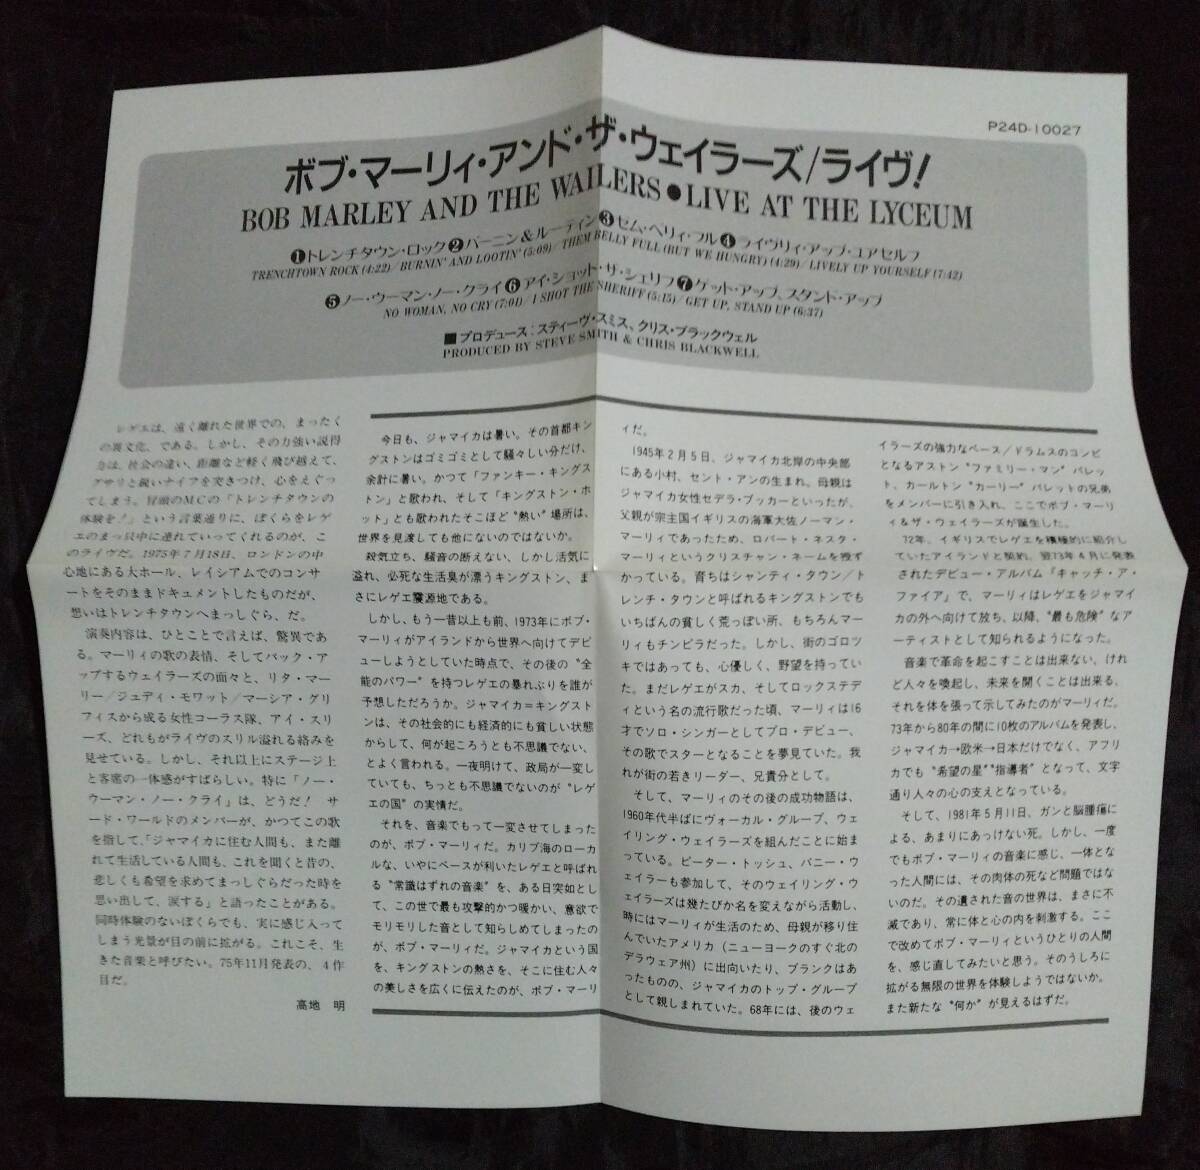 P24D-10027
ボブ・マーリィ・アンド・ザ・ウェイラーズ/ライヴ!
BOB MARLEY AND THE WAILERS●LIVE AT THE LYCEUM
❶トレンチタウン・ロック❷バーニン&ルーティン❸ゼム・ベリィ・フル❹ライヴリィ・アップ・ユアセルフ
TRENCHTOWN ROCK (4:22) / BURNIN' AND LOOTIN' (5:09) / THEM BELLY FULL (BUT WE HUNGRY) (4:29) / LIVELY UP YOURSELF (7:42)
❺ノー・ウーマン・ノー・クライ❻アイ・ショット・ザ・シェリフ❼ゲット・アップ、スタンド・アップ
NO WOMAN, NO CRY (7:01) / I SHOT THE SHERIFF (5:15) / GET UP, STAND UP (6:37)
■プロデュース:スティーヴ・スミス、クリス・ブラックウェル
PRODUCED BY STEVE SMITH & CHRIS BLACKWELL
レゲエは、遠く離れた世界での、まったく
の異文化、である。しかし、その力強い説得
力は、社会の違い、距離など軽く飛び越えて、
グサリと鋭いナイフを突きつけ、心をえぐっ
てしまう。冒頭のMCの「トレンチタウンの
体験を!」という言葉通りに、ぼくらをレゲ
エのまっ只中に連れていってくれるのが、こ
のライヴだ。1975年7月18日、ロンドンの中
心地にある大ホール、レイシアムでのコンサ
ートをそのままドキュメントしたものだが、
想いはトレンチタウンへまっしぐら、だ。
演奏内容は、ひとことで言えば、驚異であ
る。マーリィの歌の表情、そしてバック・ア
ップするウェイラーズの面々と、リタ・マー
リー/ジュディ・モワット/マーシア・グリ
フィスから成る女性コーラス隊、アイ・スリ
ーズ、どれもがライヴのスリル溢れる絡みを
見せている。しかし、それ以上にステージ上
と客席の一体感がすばらしい。特に「ノー・
ウーマン・ノー・クライ」は、どうだ! サ
ード・ワールドのメンバーが、かつてこの歌
を指して、「ジャマイカに住む人間も、また離
れて生活している人間も、これを聞くと昔の、
悲しくも希望を求めてまっしぐらだった時を
思い出して、涙する」と語ったことがある。
同時体験のないぼくらでも、実に感じ入って
しまう光景が目の前に拡がる。これこそ、生
きた音楽と呼びたい。75年11月発表の、4作
目だ。
高地 明
今日も、ジャマイカは暑い。その首都キン
グストンはゴミゴミとして騒々しい分だけ、
余計に暑い。かつて「ファンキー・キングス
トン」と歌われ、そして「キングストン・ホ
ット」とも歌われたそこほど“熱い”場所は、
世界を見渡しても他にないのではないか。
殺気立ち、騒音の断えない、しかし活気に
溢れ、必死な生活臭が漂うキングストン、ま
さにレゲエ震源地である。
しかし、もう一昔以上も前、1973年にボブ・
マーリィがアイランドから世界へ向けてデビ
ューしようとしていた時点で、その後の“全
能のパワー”を持つレゲエの暴れぶりを誰が
予想しただろうか。ジャマイカ=キングスト
ンは、その社会的にも経済的にも貧しい状態
からして、何が起ころうとも不思議でない、
とよく言われる。一夜明けて、政局が一変し
ていても、ちっとも不思議でないのが“レゲ
エの国”の実情だ。
それを、音楽でもって一変させてしまった
のが、ボブ・マーリィだ。カリブ海のローカ
ルな、いやにベースが利いたレゲエと呼ばれ
る“常識はずれの音楽”を、ある日突如とし
て、この世で最も攻撃的かつ暖かい、意欲で
モリモリした音として知らしめてしまったの
が、ボブ・マーリィだ。ジャマイカという国
を、キングストンの熱さを、そこに住む人々
の美しさを広くに伝えたのが、ボブ・マーリ
ィだ。
1945年2月5日、ジャマイカ北岸の中央部
にある小村、セント・アンの生まれ。母親は
ジャマイカ女性セデラ・ブッカーといったが、
父親が宗主国イギリスの海軍大佐ノーマン・
マーリィであったため、ロバート・ネスタ・
マーリィというクリスチャン・ネームを授ず
かっている。育ちはシャンティ・タウン/ト
レンチ・タウンと呼ばれるキングストンでも
いちばんの貧しく荒っぽい所、もちろんマー
リィもチンピラだった。しかし、街のゴロツ
キではあっても、心優しく、野望を持ってい
た。まだレゲエがスカ、そしてロックステデ
ィという名の流行歌だった頃、マーリィは16
才でソロ・シンガーとしてプロ・デビュー、
その歌でスターとなることを夢見ていた。我
れが街の若きリーダー、兄貴分として。
そして、マーリィのその後の成功物語は、
1960年代半ばにヴォーカル・グループ、ウェ
イリング・ウェイラーズを組んだことに始ま
っている。ピーター・トッシュ、バニー・ウ
ェイラーも参加して、そのウェイリング・ウ
ェイラーズは幾たびか名を変えながら活動し、
時にはマーリィが生活のため、母親が移り住
んでいたアメリカ(ニューヨークのすぐ北の
デラウェア州)に出向いたり、ブランクはあ
ったものの、ジャマイカのトップ・グループ
として親しまれていた。68年には、後のウェ
イラーズの強力なベース/ドラムスのコンビ
となるアストン“ファミリー・マン”バレッ
ト、カールトン“カーリー”バレットの兄弟
をメンバーに引き入れ、ここでボブ・マーリ
ィ&ザ・ウェイラーズが誕生した。
72年、イギリスでレゲエを積極的に紹介し
ていたアイランドと契約、翌73年4月に発表
されたデビュー・アルバム「キャッチ・ア・
ファイア」で、マーリィはレゲエをジャマイ
カの外へ向けて放ち、以降、“最も危険”なア
ーティストとして知られるようになった。
音楽で革命を起こすことは出来ない、けれ
ど人々を喚起し、未来を開くことは出来る、
それを体を張って示してみたのがマーリィだ。
73年から80年の間に10枚のアルバムを発表し、
ジャマイカ→欧米→日本だけでなく、アフリ
カでも“希望の星”“指導者”となって、文字
通り人々の心の支えとなっている。
そして、1981年5月11日、ガンと脳腫瘍に
よる、あまりにあっけない死。しかし、一度
でもボブ・マーリィの音楽に感じ、一体とな
った人間には、その肉体の死など問題ではな
いのだ。その遺された音の世界は、まさに不
滅であり、常に体と心の内を刺激する。ここ
で改めてボブ・マーリィというひとりの人間
を、感じ直してみたいと思う。そのうしろに
拡がる無限の世界を体験しようではないか。
また新たな“何か”が見えるはずだ。